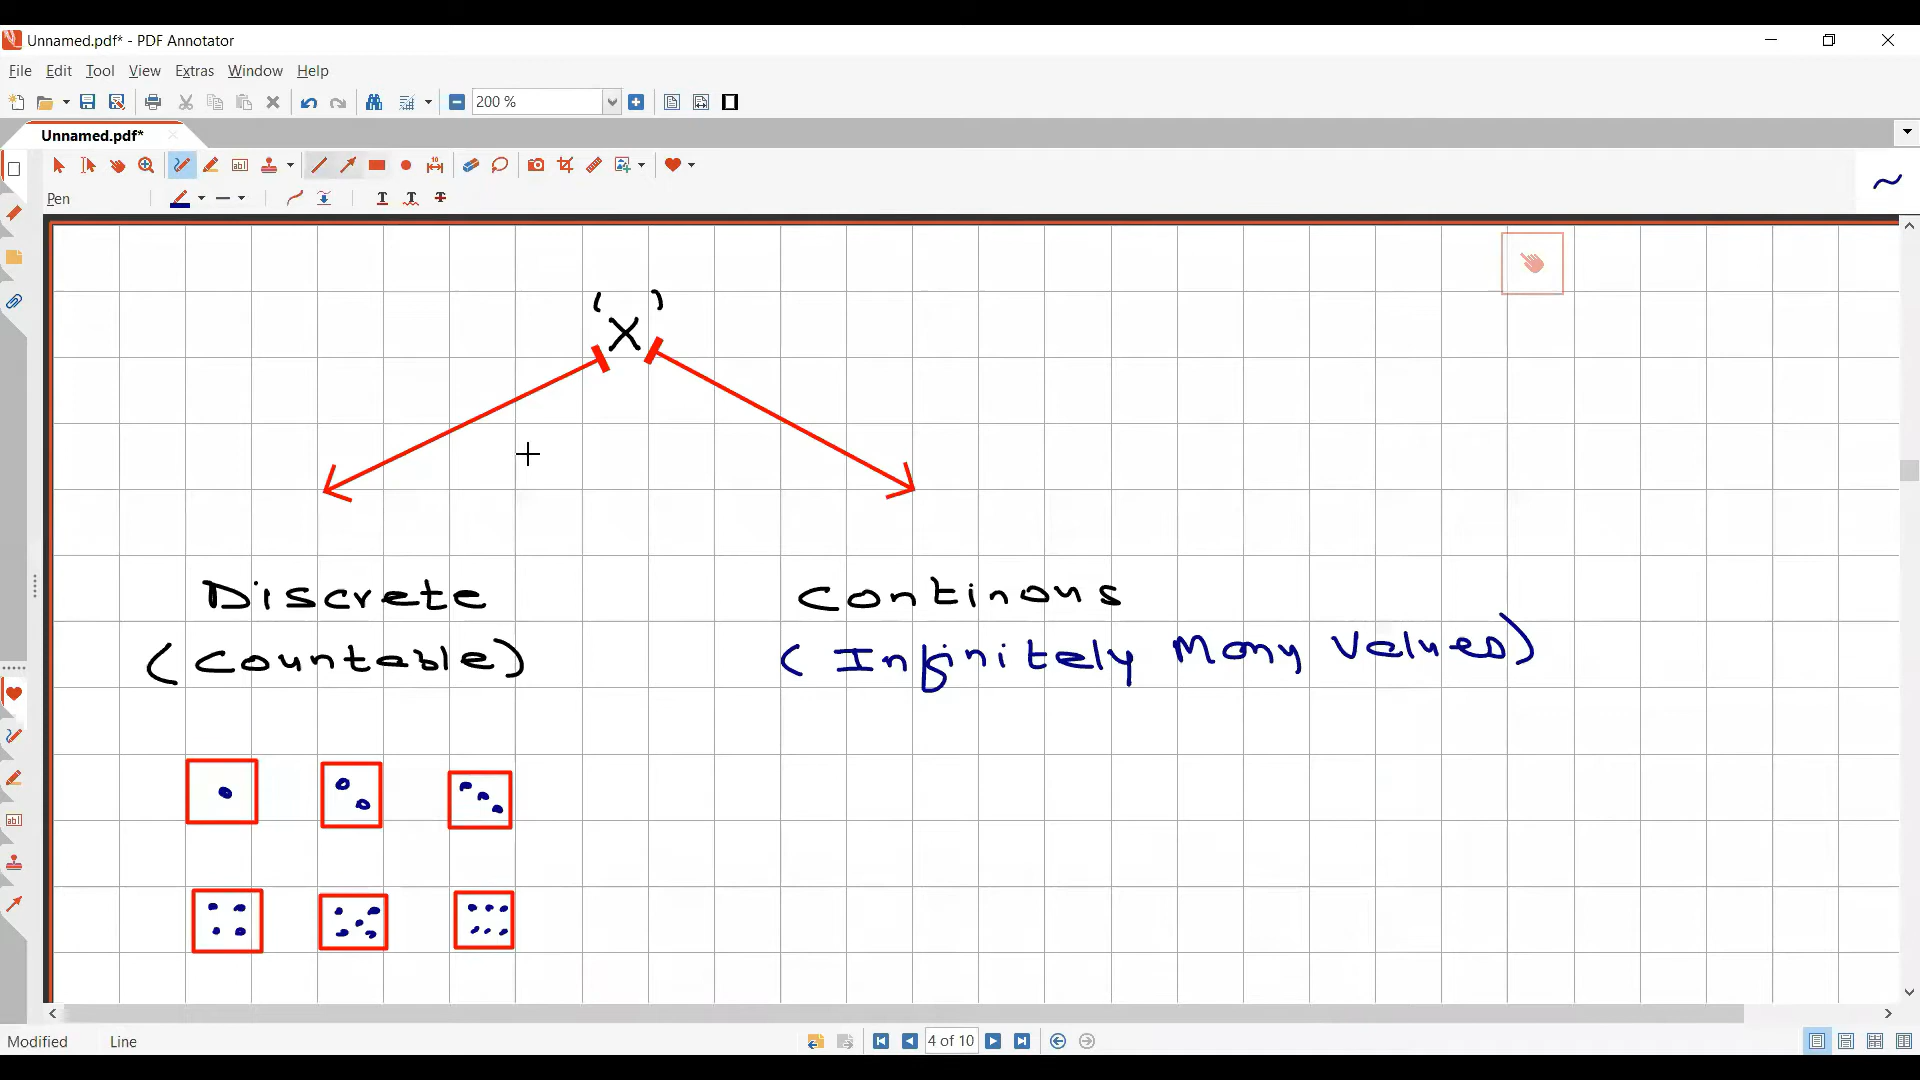 Unnamed.pdf* - PDF Annotator
File Edit Tool View Extras Window Help
200 %
Unnamed.pdf*
Pen
' X '
Discrete
Continous
(Countable)
(Infinitely Many Values)
Modified Line
4 of 10